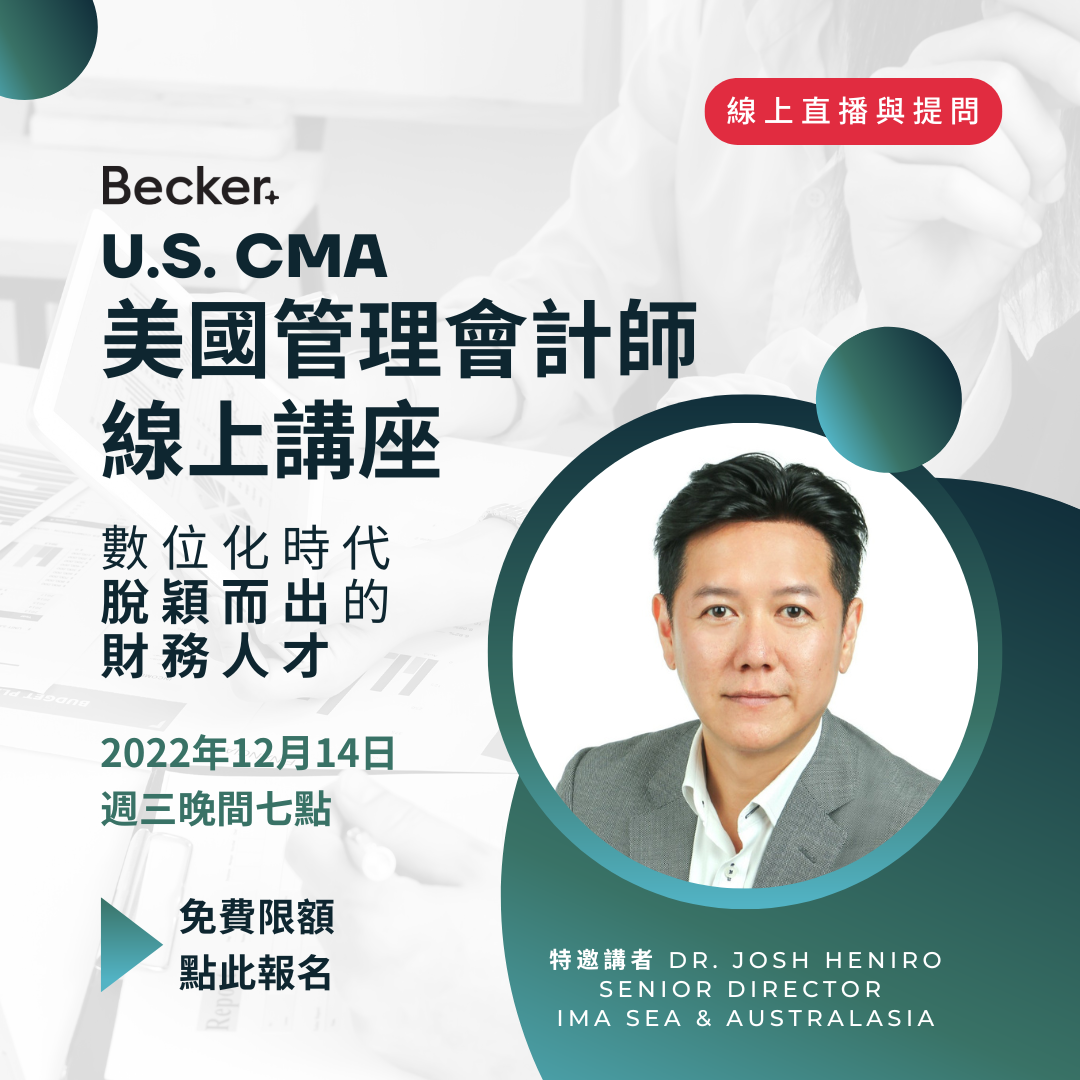 線上直播與提問
Becker+
U.S. CMA
美國管理會計師
線上講座
數位化時代
脫穎而出的
財務人才
2022年12月14日
週三晚間七點
免費限額
點此報名
特邀講者 DR. JOSH HENIRO
SENIOR DIRECTOR
IMA SEA & AUSTRALASIA